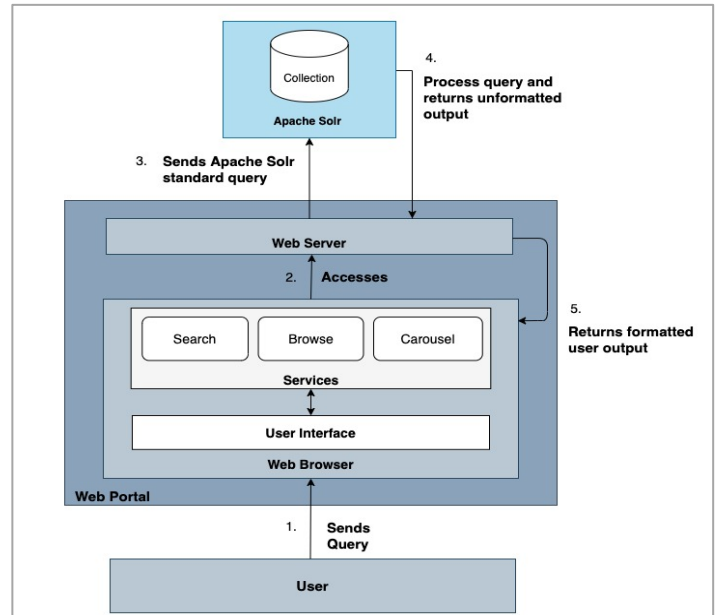 4.
Process query and
returns unformatted
output
Collection
Apache Solr
3. Sends Apache Solr
standard query
Web Server
2. Accesses
5.
Returns formatted
user output
Search Browse Carousel
Services
User Interface
Web Browser
Web Portal
1. Sends
Query
User